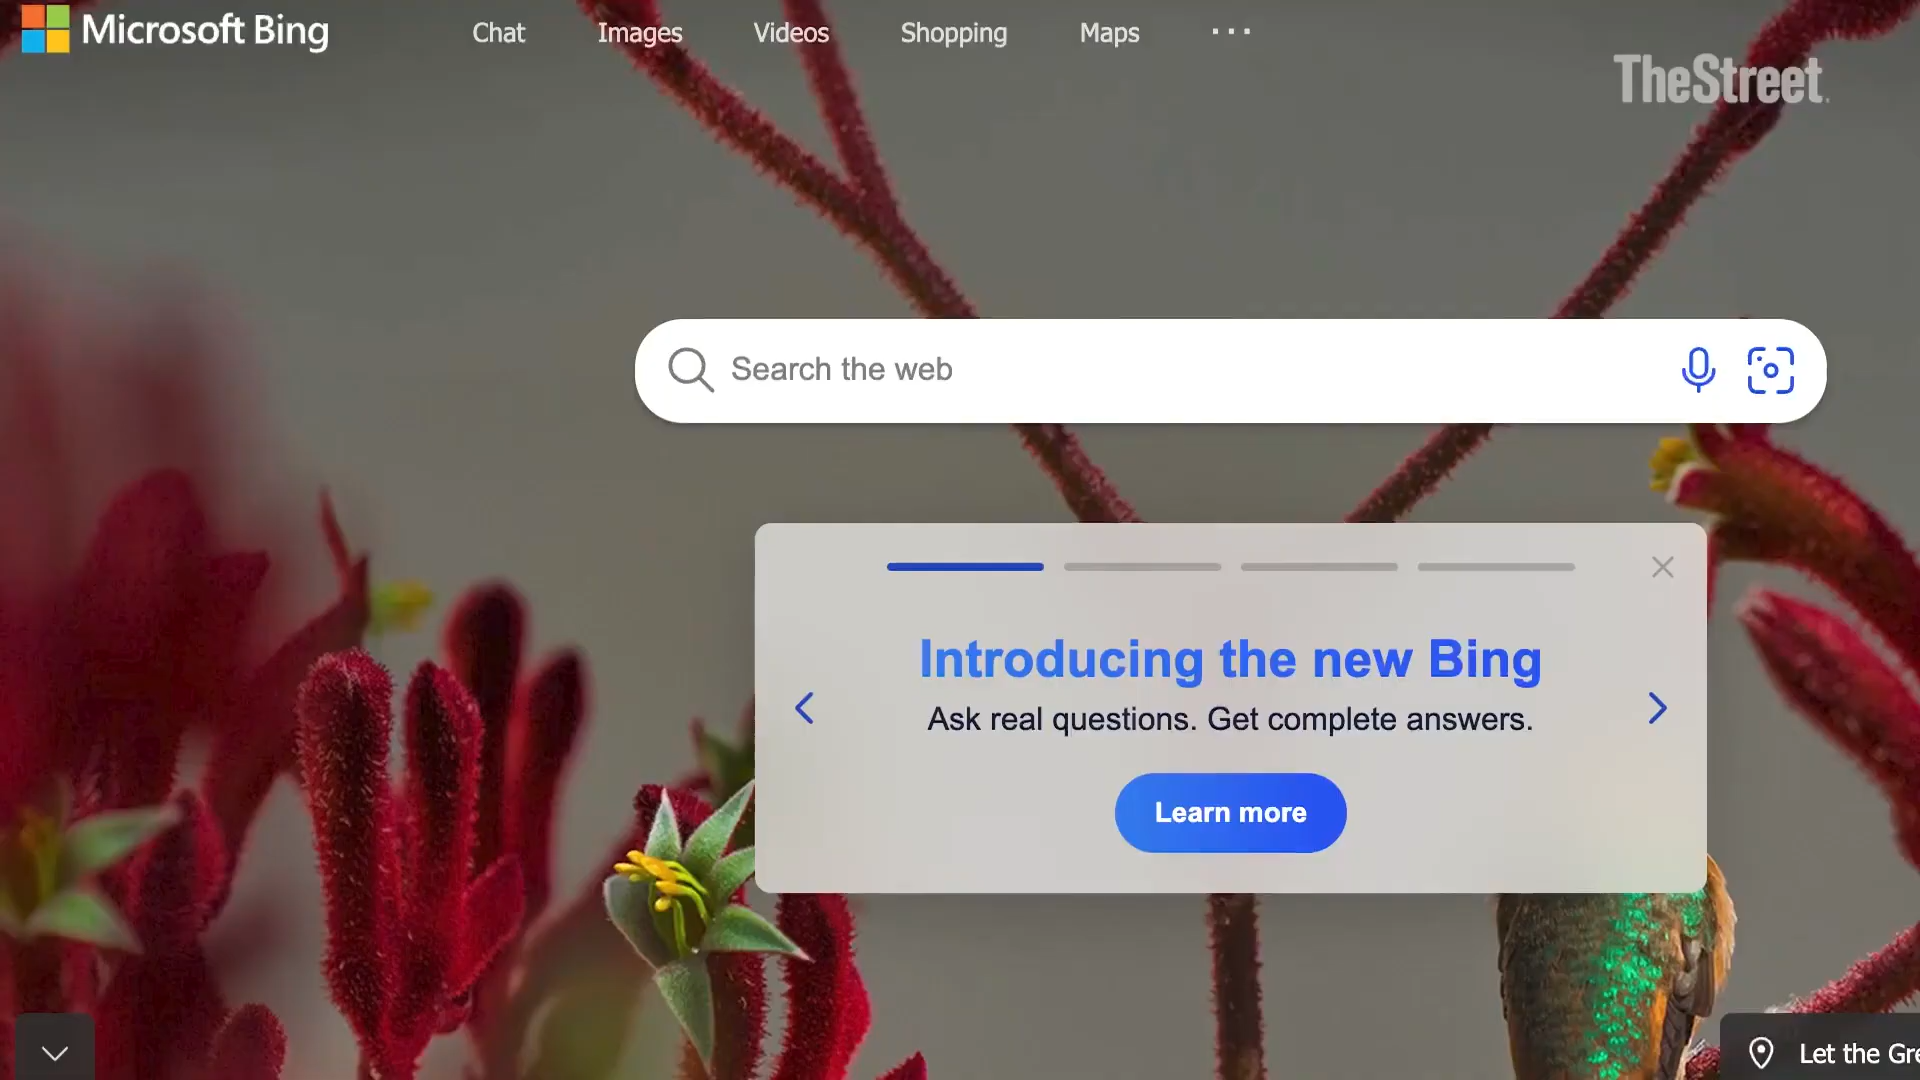 Microsoft Bing
Chat
Images
Videos
Shopping
Maps
TheStreet
Search the web
Introducing the new Bing
Ask real questions. Get complete answers.
Learn more
Let the